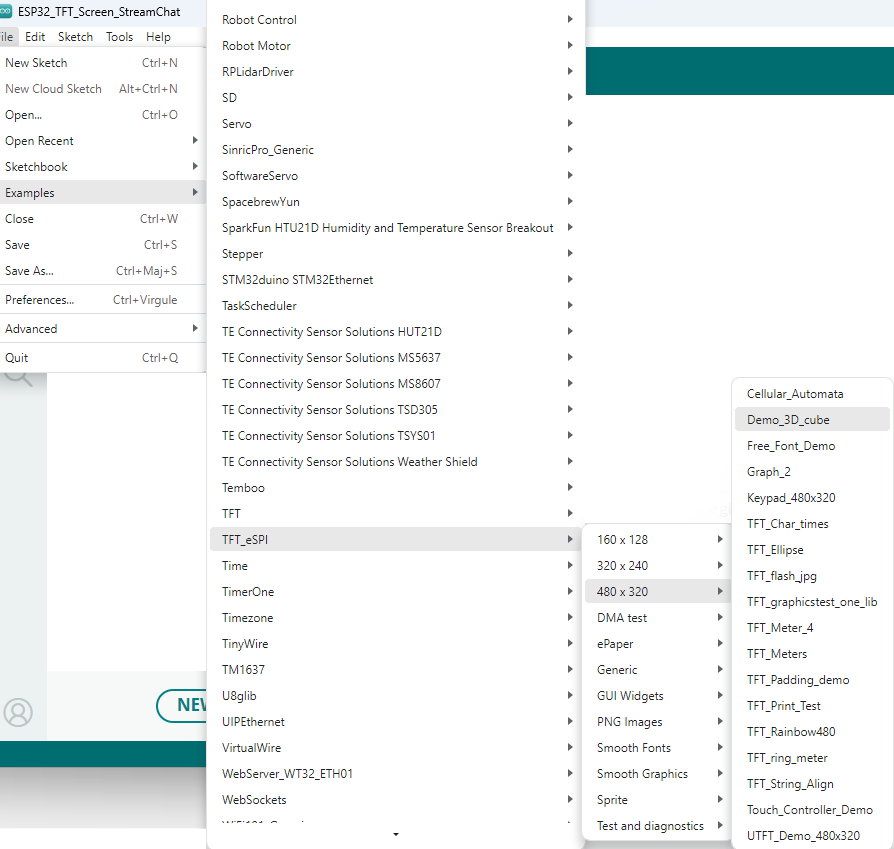 ESP32_TFT_Screen_StreamChat
File Edit Sketch Tools Help
New Sketch Ctrl+N
New Cloud Sketch Alt+Ctrl+N
Open... Ctrl+O
Open Recent
Sketchbook
Examples
Close Ctrl+W
Save Ctrl+S
Save As... Ctrl+Maj+S
Preferences... Ctrl+Virgule
Advanced
Quit Ctrl+Q
NEW
Robot Control
Robot Motor
RPLidarDriver
SD
Servo
SinricPro_Generic
SoftwareServo
SpacebrewYun
SparkFun HTU21D Humidity and Temperature Sensor Breakout
Stepper
STM32duino STM32Ethernet
TaskScheduler
TE Connectivity Sensor Solutions HUT21D
TE Connectivity Sensor Solutions MS5637
TE Connectivity Sensor Solutions MS8607
TE Connectivity Sensor Solutions TSD305
TE Connectivity Sensor Solutions TSYS01
TE Connectivity Sensor Solutions Weather Shield
Temboo
TFT
TFT_eSPI
Time
TimerOne
Timezone
TinyWire
TM1637
U8glib
UIPEthernet
VirtualWire
WebServer_WT32_ETH01
WebSockets
160 x 128
320 x 240
480 x 320
DMA test
ePaper
Generic
GUI Widgets
PNG Images
Smooth Fonts
Smooth Graphics
Sprite
Test and diagnostics
Cellular_Automata
Demo_3D_cube
Free_Font_Demo
Graph_2
Keypad_480x320
TFT_Char_times
TFT_Ellipse
TFT_flash_jpg
TFT_graphicstest_one_lib
TFT_Meter_4
TFT_Meters
TFT_Padding_demo
TFT_Print_Test
TFT_Rainbow480
TFT_ring_meter
TFT_String_Align
Touch_Controller_Demo
UTFT_Demo_480x320